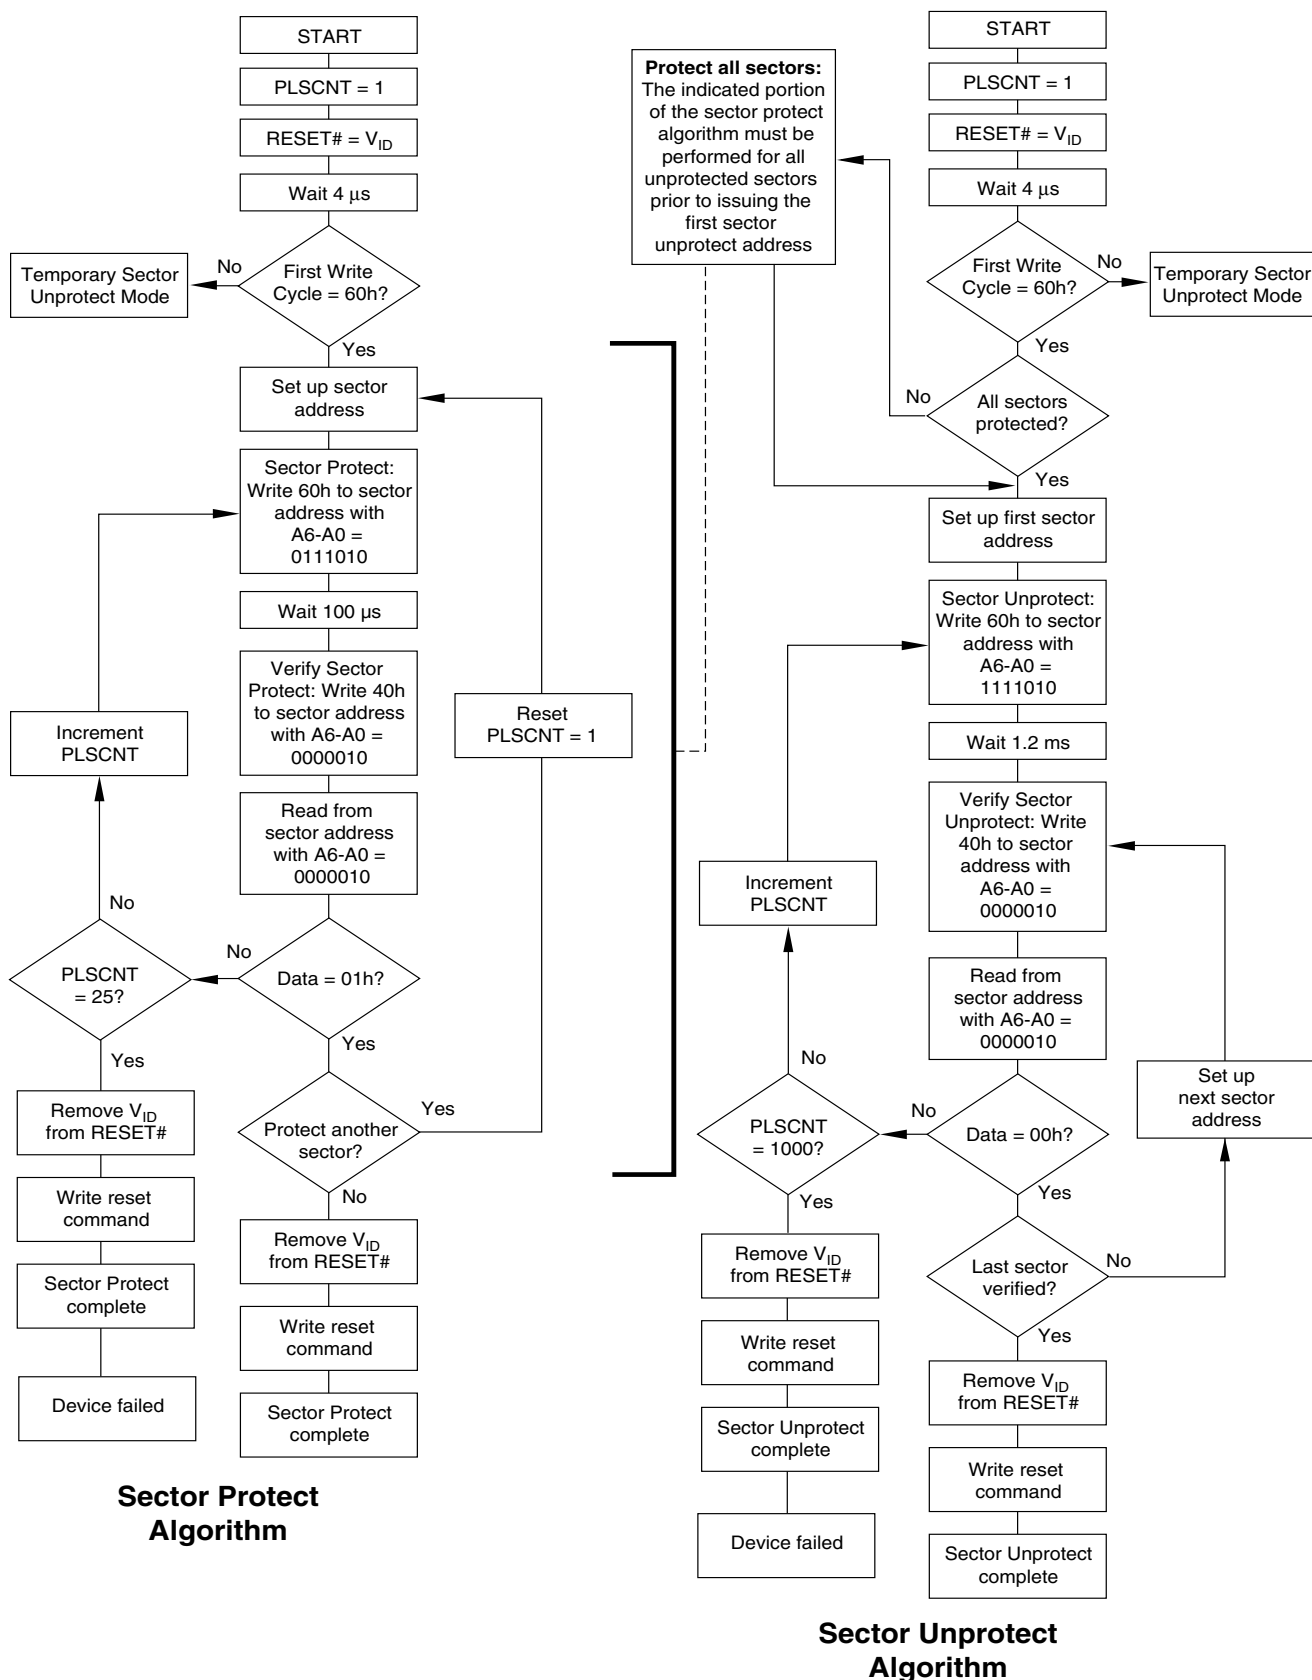 START
PLSCNT = 1
RESET# = VID
Wait 4 μs
First Write
Cycle = 60h?
No
Temporary Sector
Unprotect Mode
Yes
Set up sector
address
Sector Protect:
Write 60h to sector
address with
A6-A0 =
0111010
Wait 100 µs
Verify Sector
Protect: Write 40h
to sector address
with A6-A0 =
0000010
Increment
PLSCNT
Reset
PLSCNT = 1
Read from
sector address
with A6-A0 =
0000010
No
No
PLSCNT
= 25?
Data = 01h?
Yes
Yes
Remove VID
from RESET#
Protect another
sector?
Yes
No
Write reset
command
Remove VID
from RESET#
Sector Protect
complete
Write reset
command
Device failed
Sector Protect
complete
Sector Protect
Algorithm
Protect all sectors:
The indicated portion
of the sector protect
algorithm must be
performed for all
unprotected sectors
prior to issuing the
first sector
unprotect address
START
PLSCNT = 1
RESET# = VID
Wait 4 μs
First Write
Cycle = 60h?
No
Temporary Sector
Unprotect Mode
Yes
No
All sectors
protected?
Yes
Set up first sector
address
Sector Unprotect:
Write 60h to sector
address with
A6-A0 =
1111010
Wait 1.2 ms
Verify Sector
Unprotect: Write
40h to sector
address with
A6-A0 =
0000010
Increment
PLSCNT
Read from
sector address
with A6-A0 =
0000010
No
Set up
next sector
address
No
PLSCNT
= 1000?
Data = 00h?
Yes
Yes
Remove VID
from RESET#
Last sector
verified?
No
Yes
Write reset
command
Remove VID
from RESET#
Sector Unprotect
complete
Write reset
command
Device failed
Sector Unprotect
complete
Sector Unprotect
Algorithm